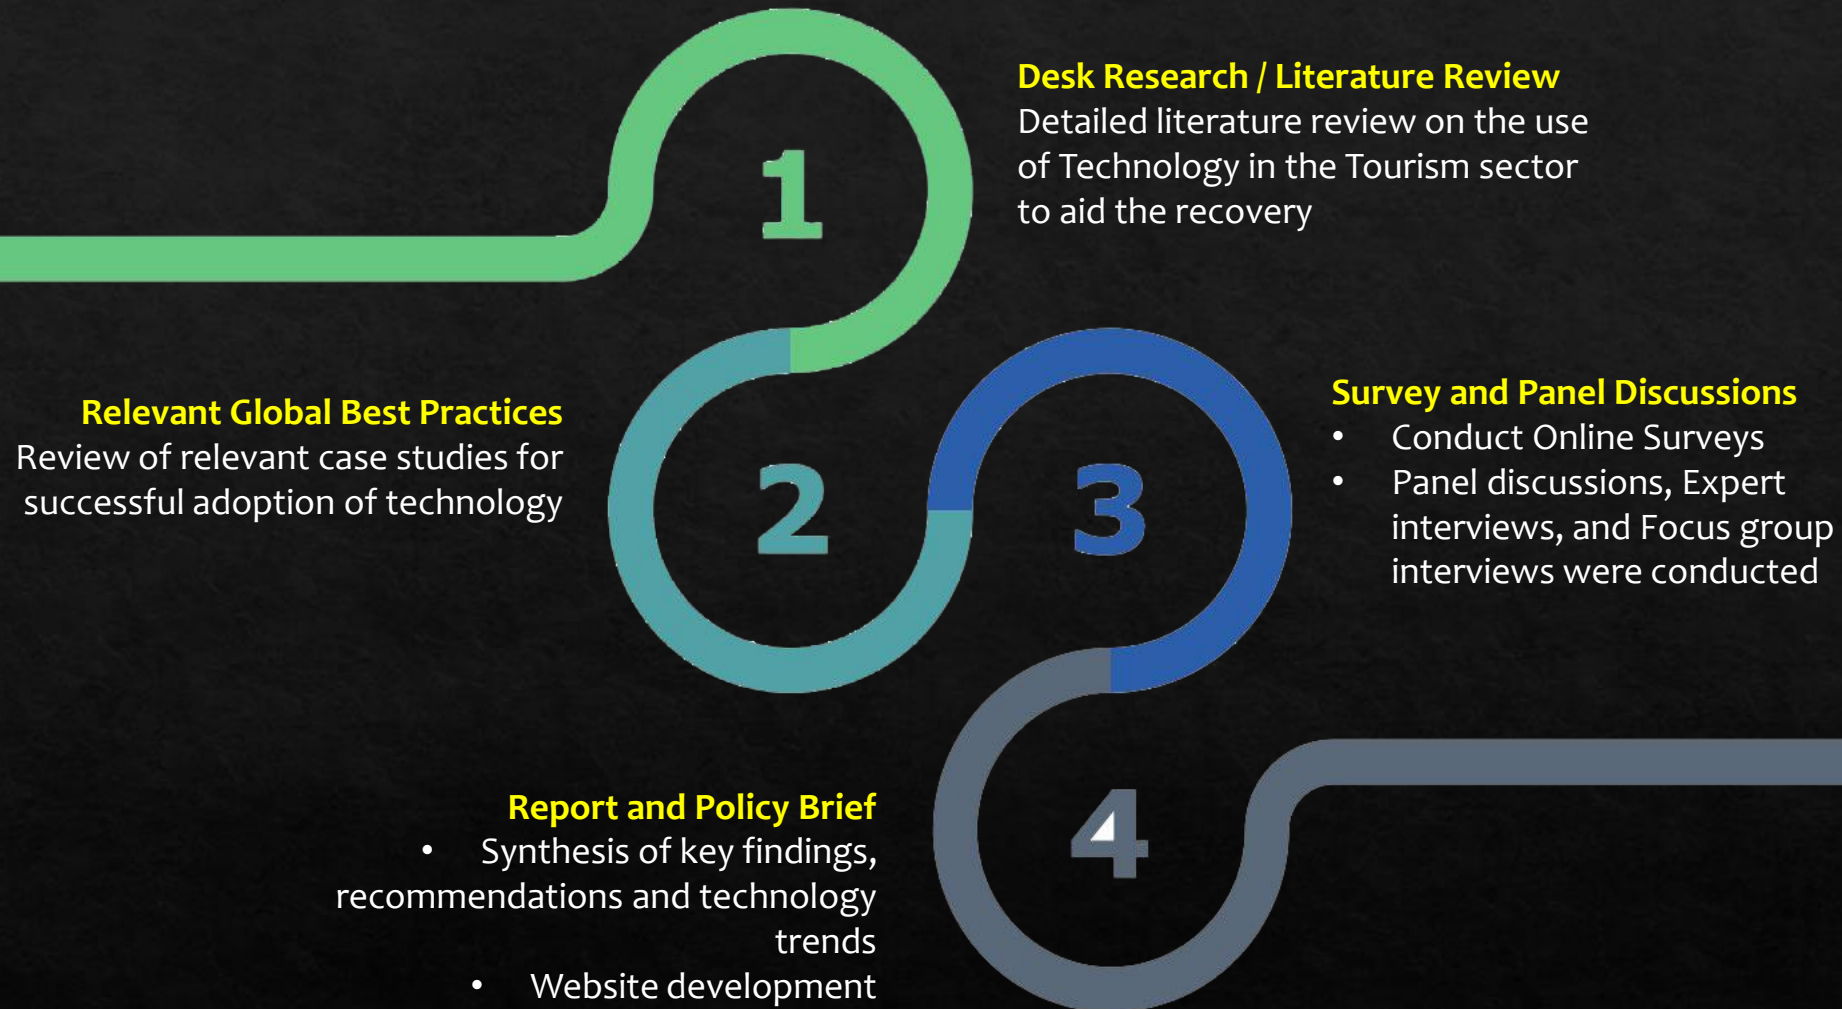 1
Desk Research / Literature Review
Detailed literature review on the use
of Technology in the Tourism sector
to aid the recovery
Relevant Global Best Practices
Review of relevant case studies for
successful adoption of technology
2
3
Survey and Panel Discussions
• Conduct Online Surveys
• Panel discussions, Expert
interviews, and Focus group
interviews were conducted
Report and Policy Brief
• Synthesis of key findings,
recommendations and technology
trends
• Website development
4